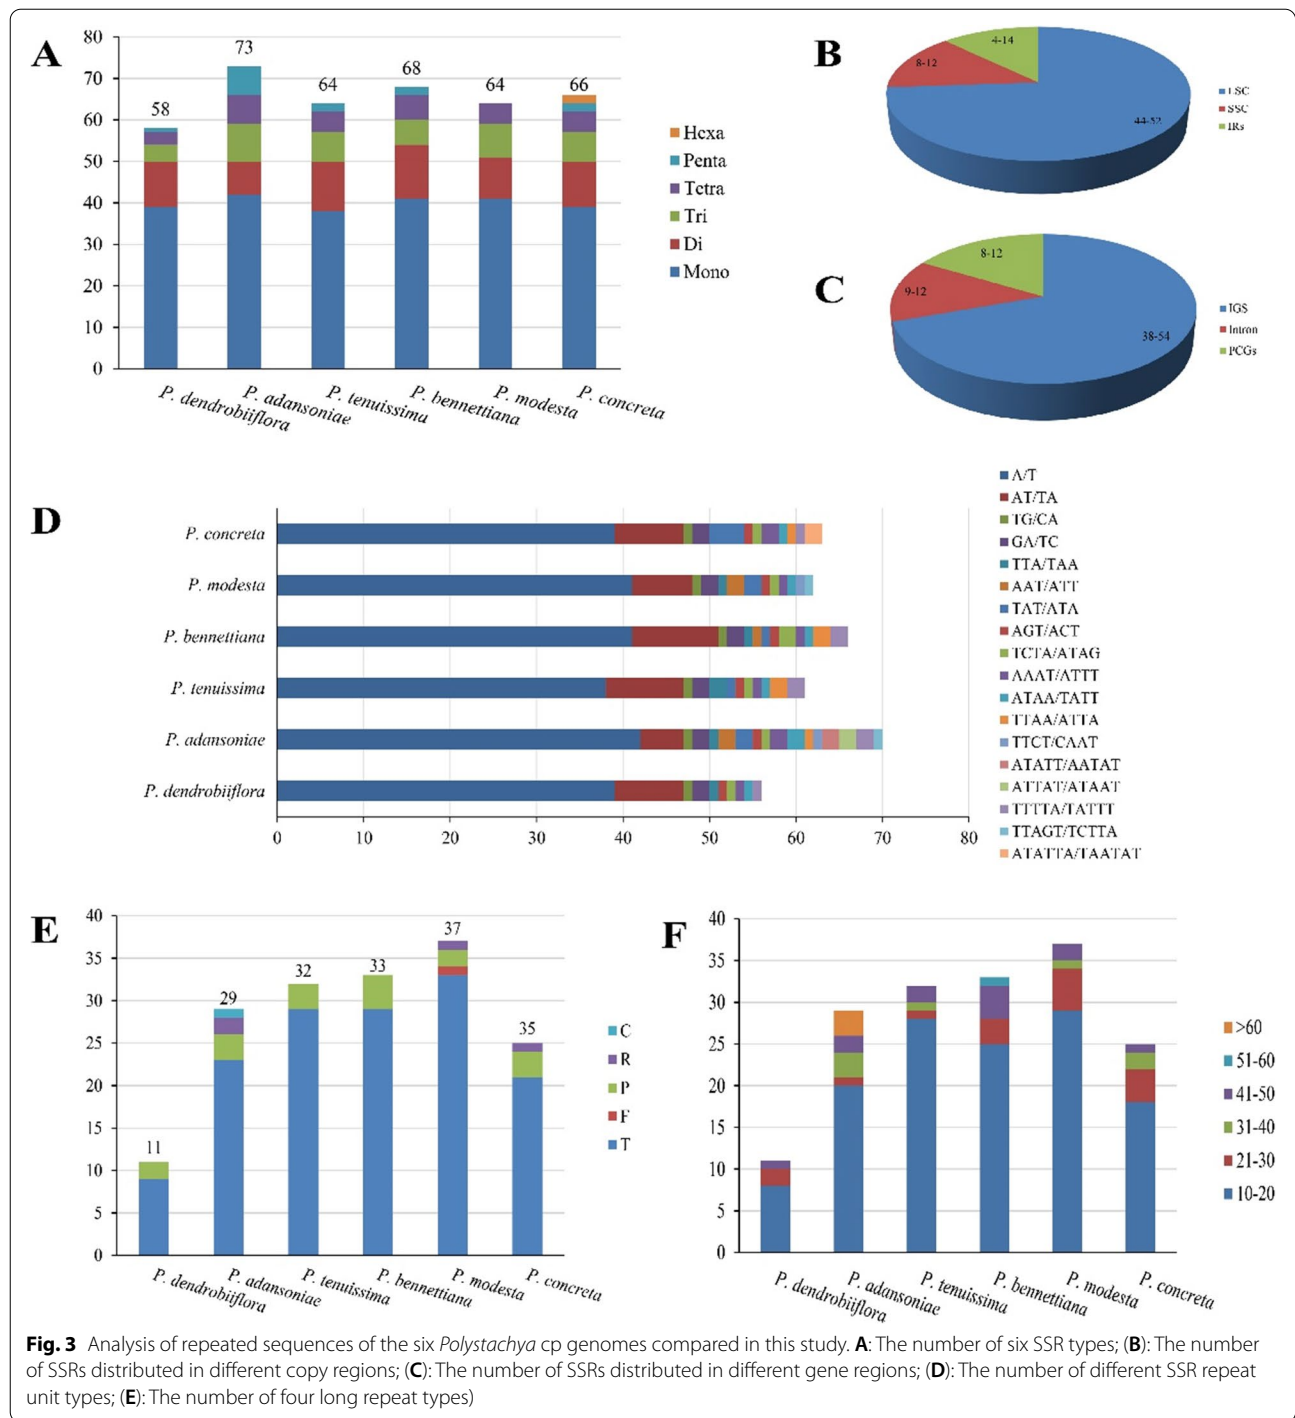 A
80
70
60
50
40
30
20
10
0
58
73
64
68
64
66
P. dendrobiiflora
P. adansoniae
P. tenuissima
P. bennettiana
P. modesta
P. concreta
Hexa
Penta
Tetra
Tri
Di
Mono
B
4-14
8-12
44-52
LSC
SSC
IRs
C
8-12
9-12
38-54
IGS
Intron
PCGs
D
P. concreta
P. modesta
P. bennettiana
P. tenuissima
P. adansoniae
P. dendrobiiflora
0 10 20 30 40 50 60 70 80
A/T
AT/TA
TG/CA
GA/TC
TTA/TAA
AAT/ATT
TAT/ATA
AGT/ACT
TCTA/ATAG
AAAT/ATTT
ATAA/TATT
TTAA/ATTA
TTCT/CAAT
ATATT/AATAT
ATTAT/ATAAT
TTTTA/TATTT
TTAGT/TCTTA
ATATTA/TAATAT
E
40
35
30
25
20
15
10
5
0
11
29
32
33
37
35
P. dendrobiiflora
P. adansoniae
P. tenuissima
P. bennettiana
P. modesta
P. concreta
C
R
P
F
T
F
40
35
30
25
20
15
10
5
0
P. dendrobiiflora
P. adansoniae
P. tenuissima
P. bennettiana
P. modesta
P. concreta
>60
51-60
41-50
31-40
21-30
10-20
Fig. 3 Analysis of repeated sequences of the six Polystachya cp genomes compared in this study. A: The number of six SSR types; (B): The number
of SSRs distributed in different copy regions; (C): The number of SSRs distributed in different gene regions; (D): The number of different SSR repeat
unit types; (E): The number of four long repeat types)